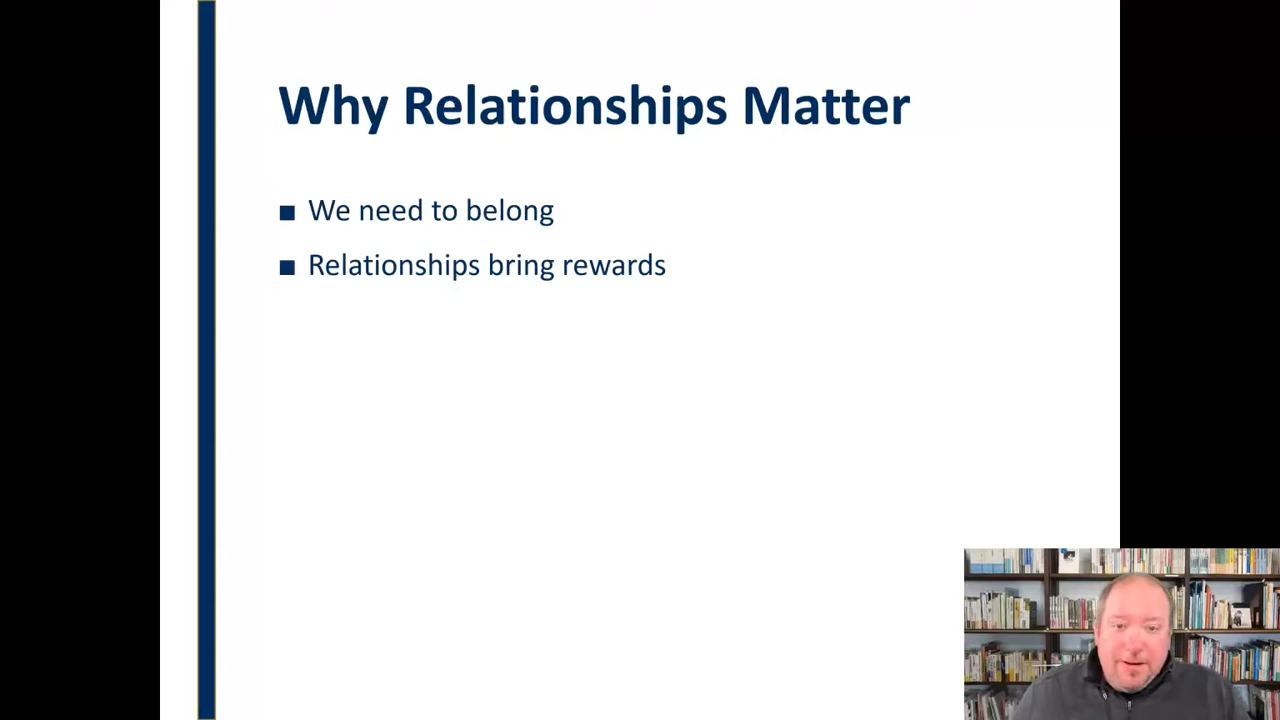 Why Relationships Matter
■ We need to belong
■ Relationships bring rewards